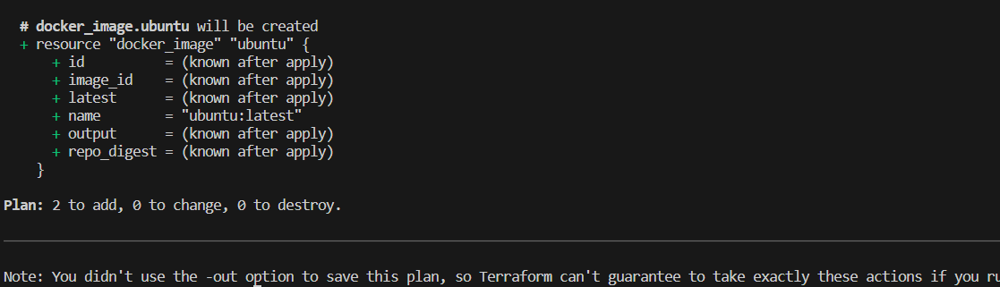 # docker_image.ubuntu will be created
+ resource "docker_image" "ubuntu" {
+ id = (known after apply)
+ image_id = (known after apply)
+ latest = (known after apply)
+ name = "ubuntu:latest"
+ output = (known after apply)
+ repo_digest = (known after apply)
}
Plan: 2 to add, 0 to change, 0 to destroy.
Note: You didn't use the -out option to save this plan, so Terraform can't guarantee to take exactly these actions if you